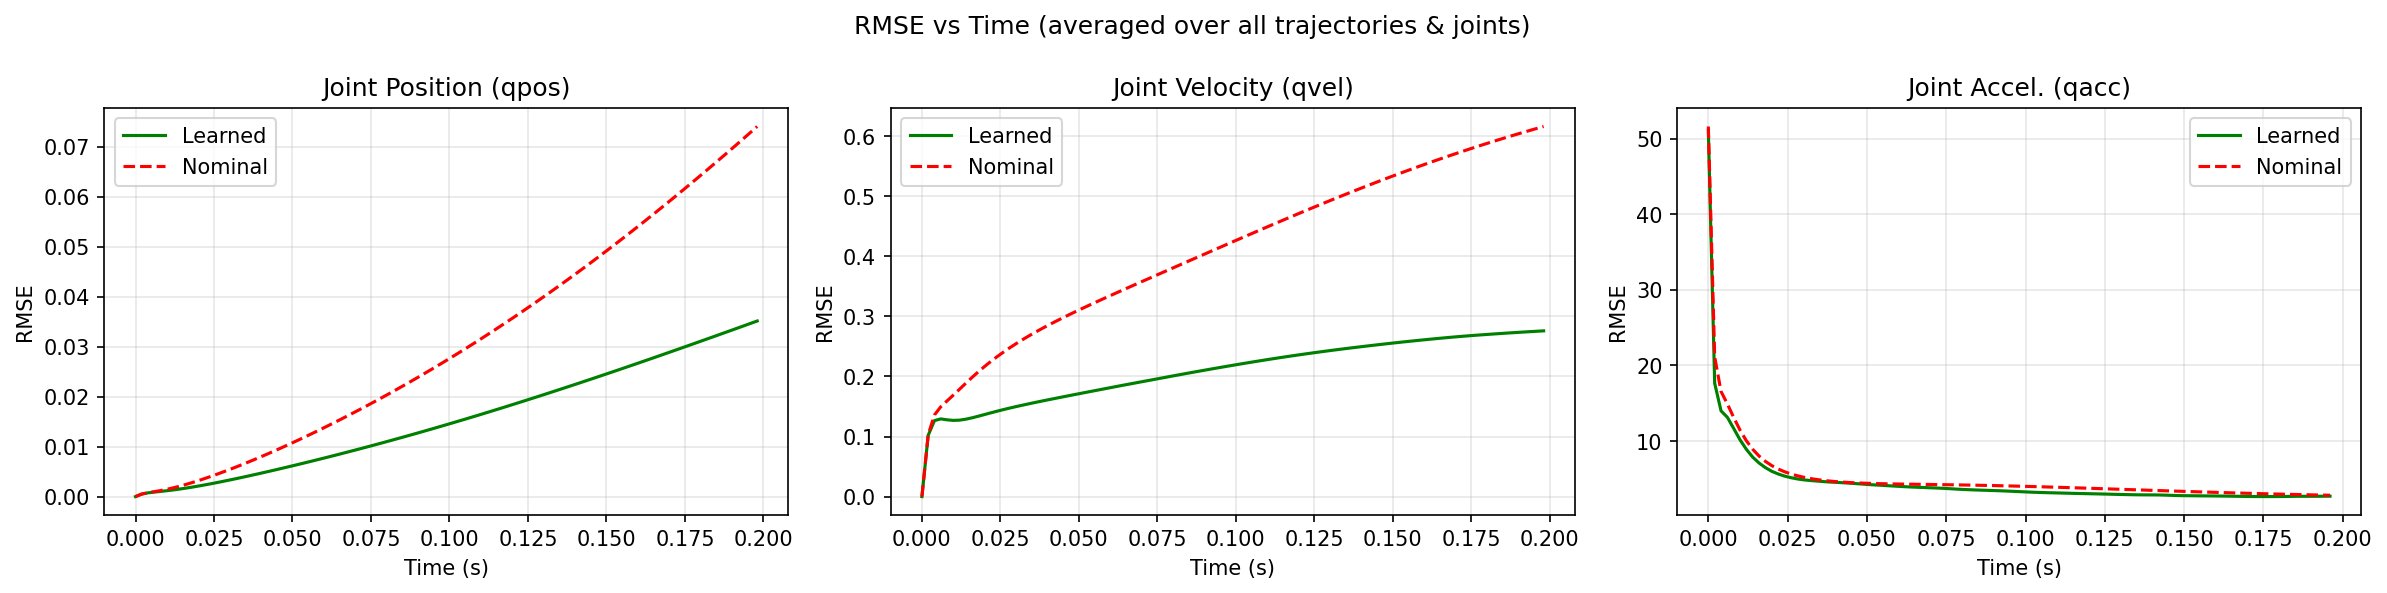 RMSE vs Time (averaged over all trajectories & joints)
Joint Position (qpos)
Learned
Nominal
0.07
0.06
0.05
0.04
0.03
0.02
0.01
0.00
RMSE
0.000 0.025 0.050 0.075 0.100 0.125 0.150 0.175 0.200
Time (s)
Joint Velocity (qvel)
Learned
Nominal
0.6
0.5
0.4
0.3
0.2
0.1
0.0
RMSE
0.000 0.025 0.050 0.075 0.100 0.125 0.150 0.175 0.200
Time (s)
Joint Accel. (qacc)
Learned
Nominal
50
40
30
20
10
RMSE
0.000 0.025 0.050 0.075 0.100 0.125 0.150 0.175 0.200
Time (s)